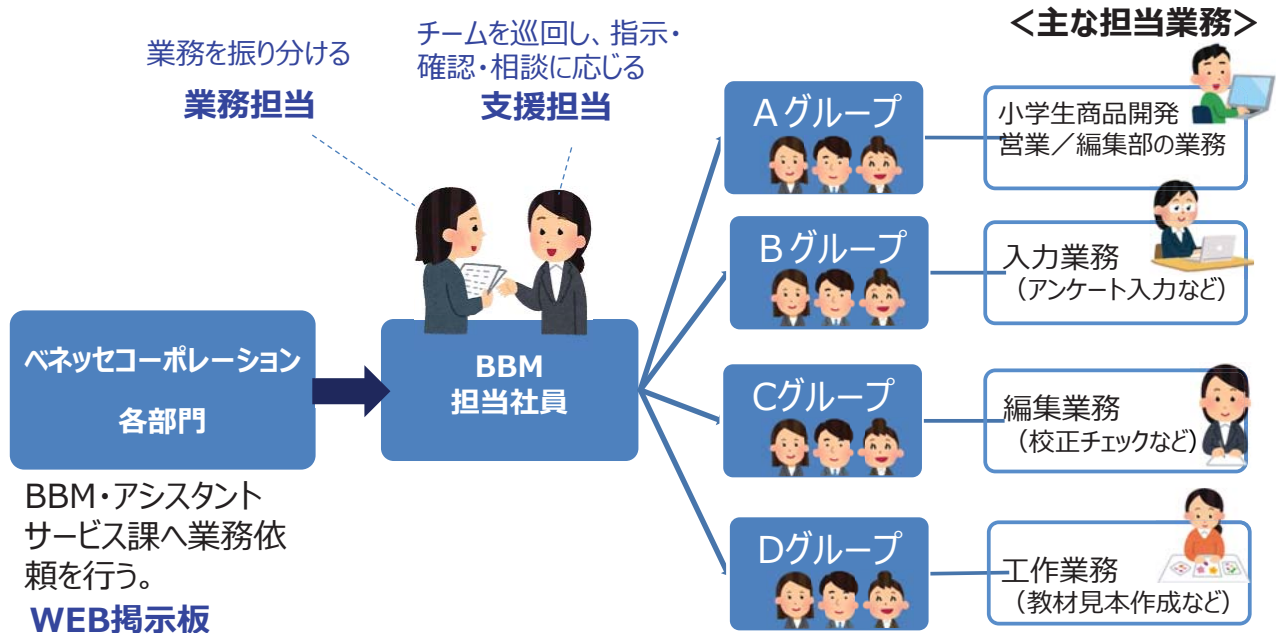 ＜主な担当業務＞
業務を振り分ける
業務担当
チームを巡回し、指示・
確認・相談に応じる
支援担当
ベネッセコーポレーション
各部門
BBM・アシスタント
サービス課へ業務依
頼を行う。
WEB掲示板
BBM
担当社員
Aグループ
小学生商品開発
営業／編集部の業務
Bグループ
入力業務
（アンケート入力など）
Cグループ
編集業務
（校正チェックなど）
Dグループ
工作業務
（教材見本作成など）